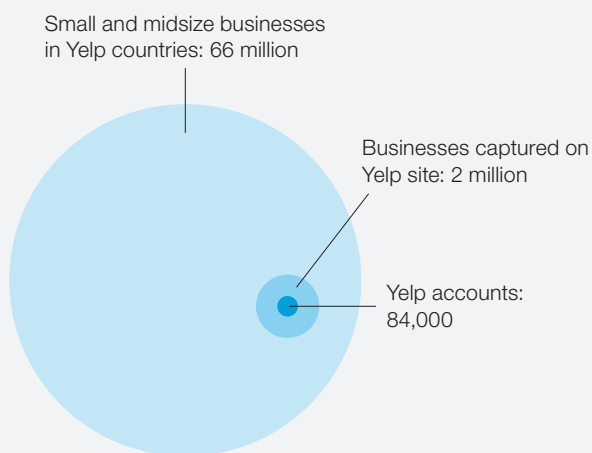 Small and midsize businesses
in Yelp countries: 66 million
Businesses captured on
Yelp site: 2 million
Yelp accounts:
84,000